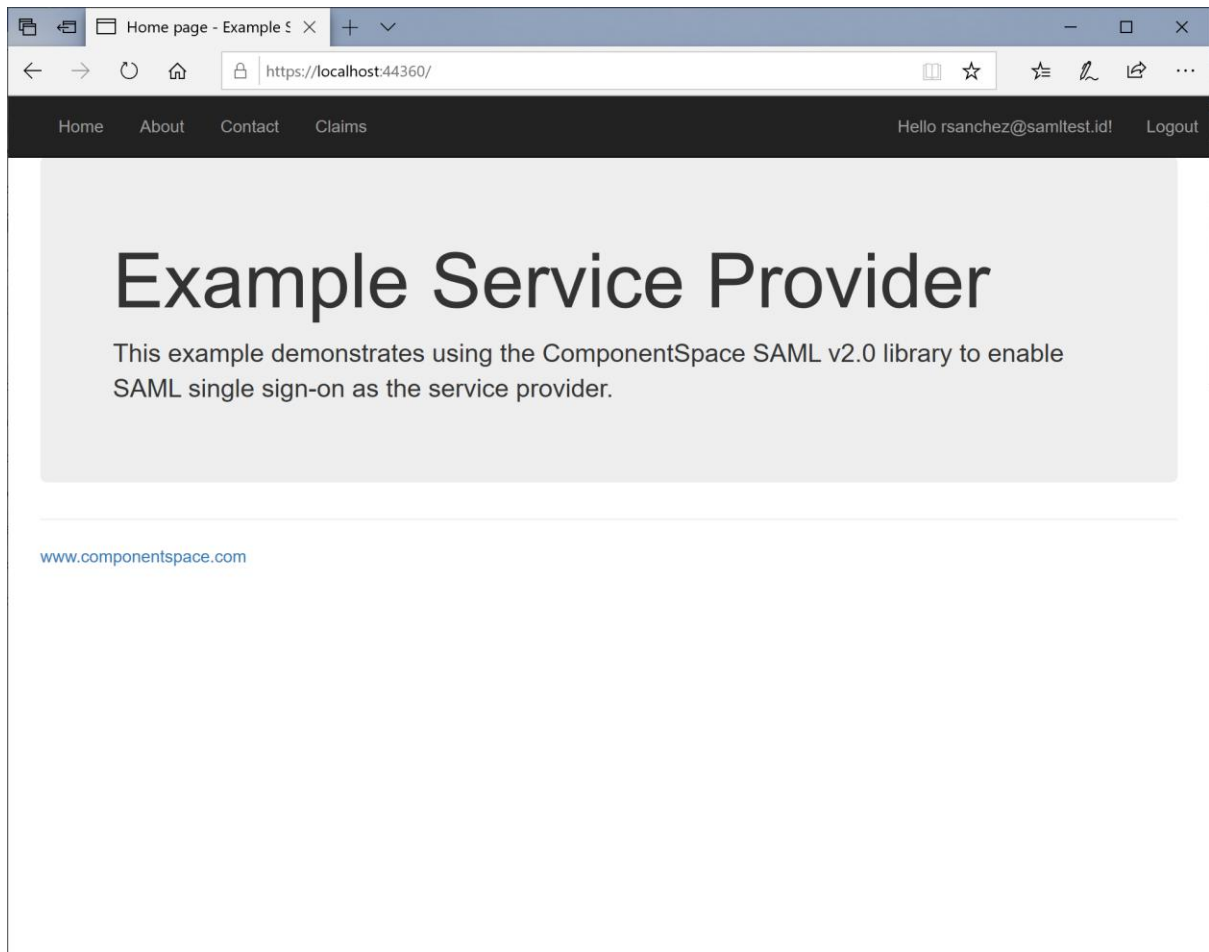 Home page - Example S
https://localhost:44360/
Home About Contact Claims Hello rsanchez@samltest.id! Logout
Example Service Provider
This example demonstrates using the ComponentSpace SAML v2.0 library to enable
SAML single sign-on as the service provider.
www.componentspace.com